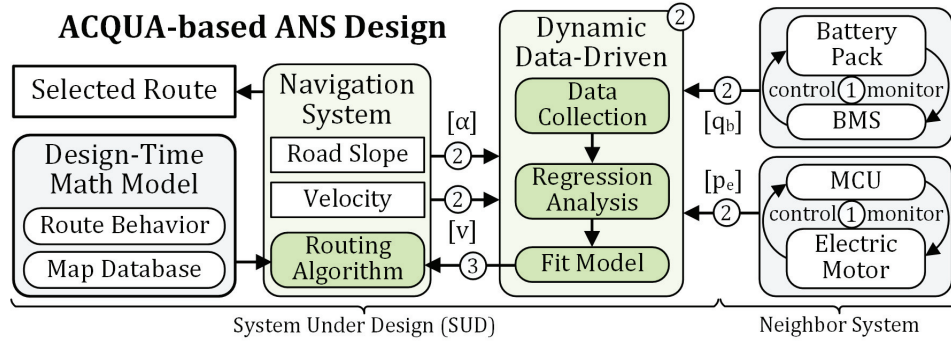 ACQUA-based ANS Design
Selected Route
Design-Time
Math Model
Route Behavior
Map Database
Navigation
System
Road Slope
Velocity
Routing
Algorithm
[α]
2
2
[v]
3
Dynamic
Data-Driven
2
Data
Collection
Regression
Analysis
Fit Model
2
[qb]
[pe]
2
Battery
Pack
control 1 monitor
BMS
MCU
control 1 monitor
Electric
Motor
System Under Design (SUD)
Neighbor System